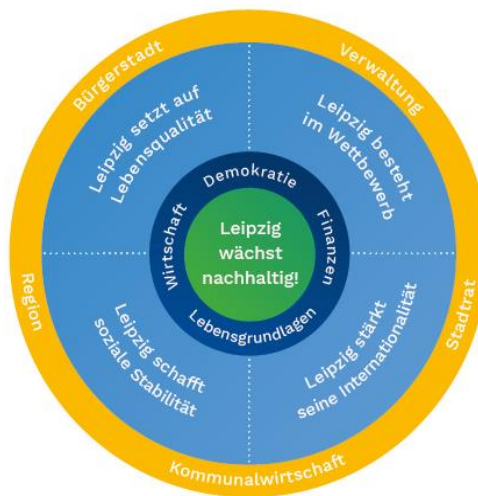 Bürgerstadt
Verwaltung
Leipzig setzt auf
Lebensqualität
Leipzig besteht
im Wettbewerb
Demokratie
Wirtschaft
Finanzen
Leipzig
wächst
nachhaltig!
Lebensgrundlagen
Region
Stadtrat
Leipzig schafft
soziale Stabilität
Leipzig stärkt
seine Internationalität
Kommunalwirtschaft